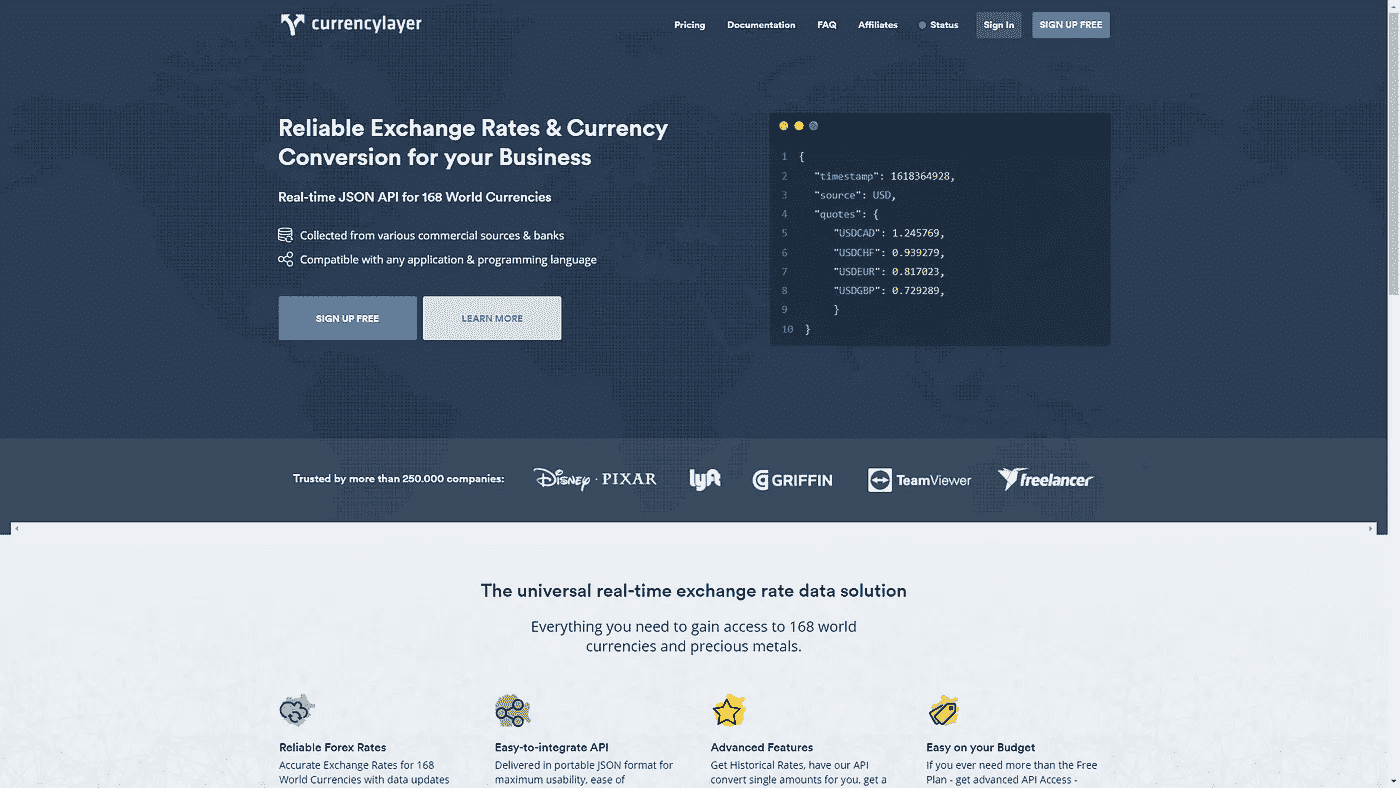 currencylayer
Pricing Documentation FAQ Affiliates Status Sign In SIGN UP FREE
Reliable Exchange Rates & Currency
Conversion for your Business
Real-time JSON API for 168 World Currencies
Collected from various commercial sources & banks
Compatible with any application & programming language
SIGN UP FREE LEARN MORE
1 {
2 "timestamp": 1618364928,
3 "source": USD,
4 "quotes": {
5 "USDCAD": 1.245769,
6 "USDCHF": 0.939279,
7 "USDEUR": 0.817023,
8 "USDGBP": 0.729289,
9 }
10 }
Trusted by more than 250.000 companies:
Disney · PIXAR
lyft
GRIFFIN
TeamViewer
freelancer
The universal real-time exchange rate data solution
Everything you need to gain access to 168 world
currencies and precious metals.
Reliable Forex Rates
Accurate Exchange Rates for 168
World Currencies with data updates
Easy-to-integrate API
Delivered in portable JSON format for
maximum usability, ease of
Advanced Features
Get Historical Rates, have our API
convert single amounts for you, get a
Easy on your Budget
If you ever need more than the Free
Plan - get advanced API Access -